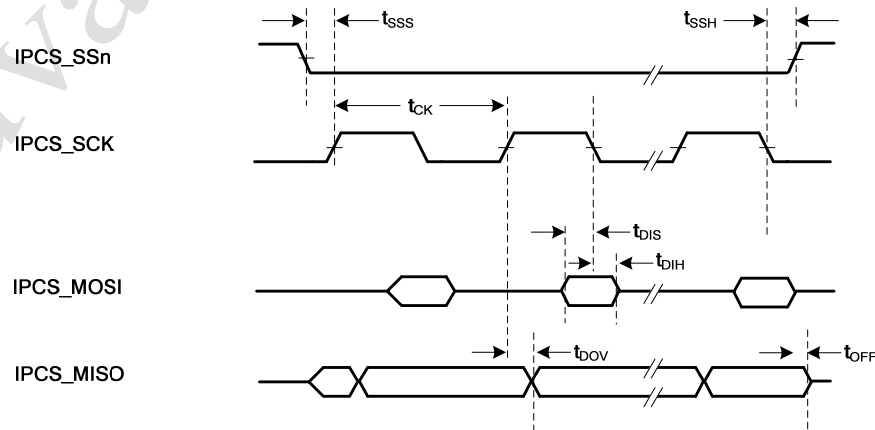 tSSS
tSSH
IPCS_SSn
tCK
IPCS_SCK
tDIS
tDIH
IPCS_MOSI
tDOV
tOFF
IPCS_MISO